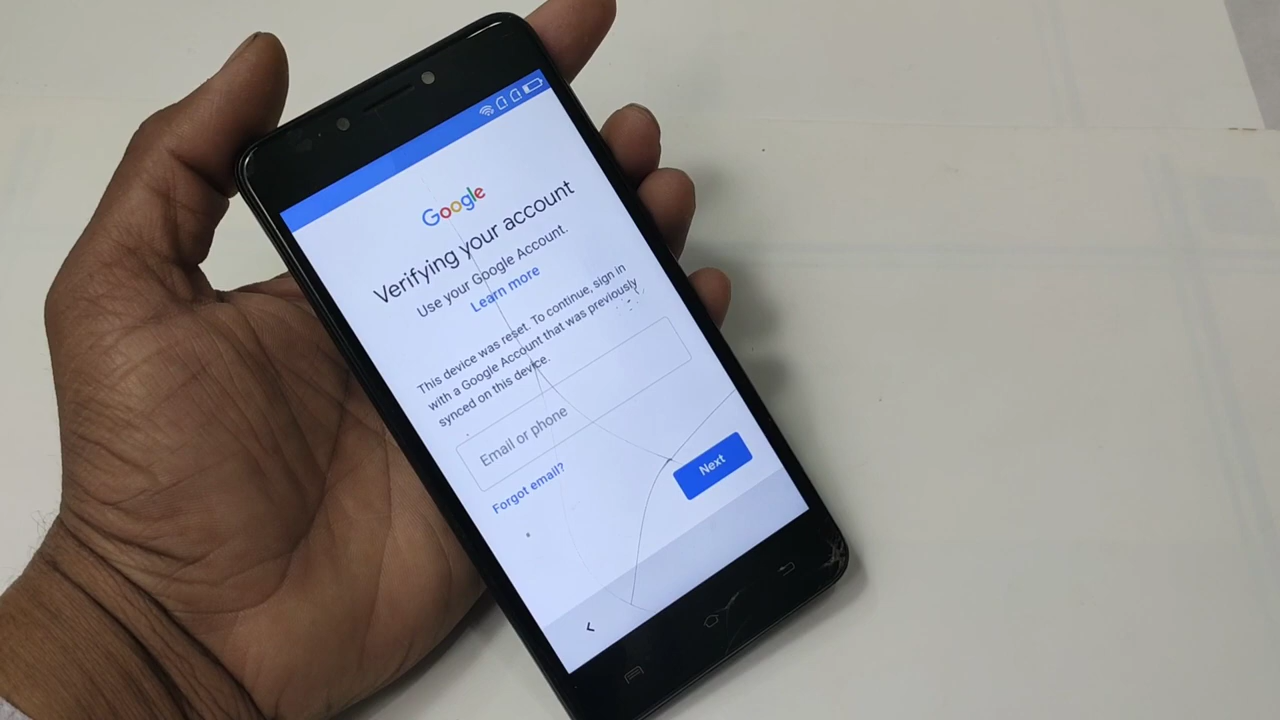 Google
Verifying your account
Use your Google Account.
Learn more
This device was reset. To continue, sign in
with a Google Account that was previously
synced on this device.
Email or phone
Forgot email?
Next